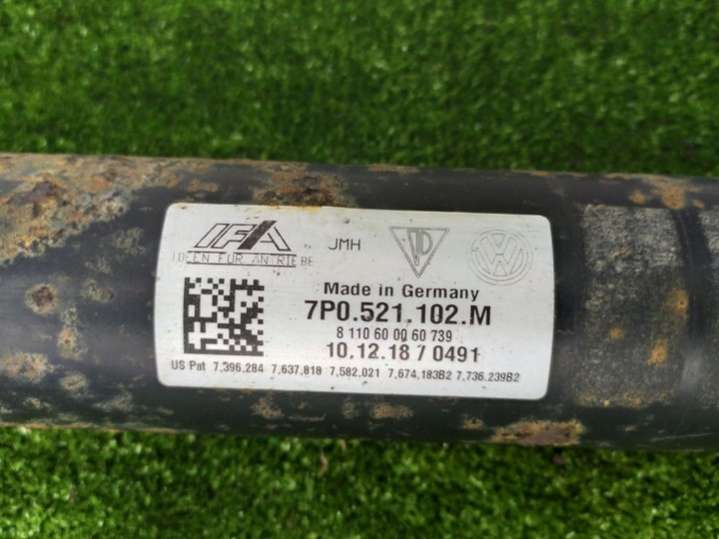 IFA
IDEEN FÜR ANTRIEBE
JMH
VW
Made in Germany
7P0.521.102.M
8 110 60 00 60 739
10.12.18 7 0491
US Pat 7,396,284 7,637,818 7,582,021 7,674,183B2 7,736.239B2